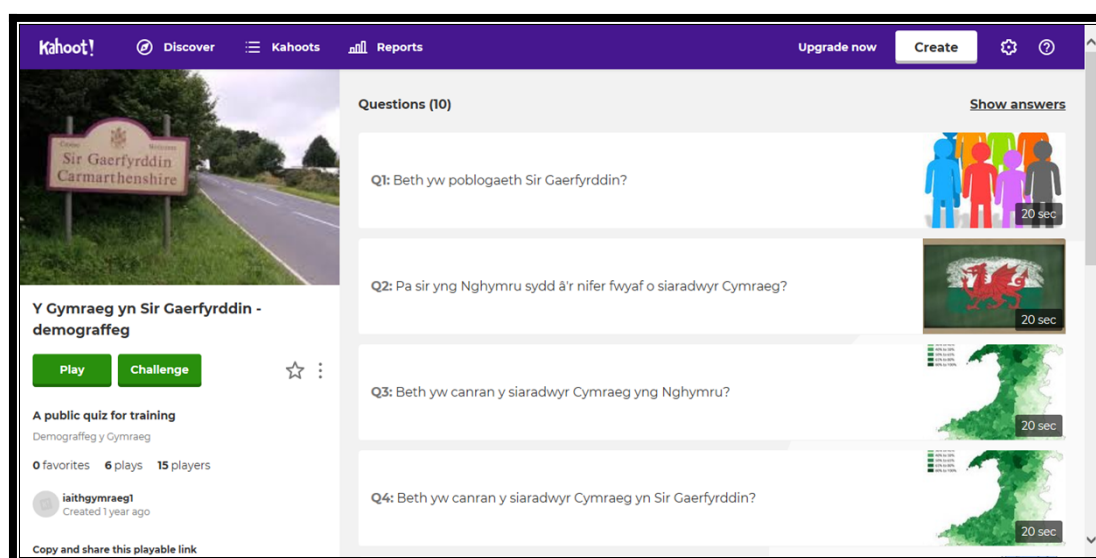 Kahoot!
Discover
Kahoots
Reports
Upgrade now
Create
Croeso Welcome
Sir Gaerfyrddin
Carmarthenshire
Y Gymraeg yn Sir Gaerfyrddin -
demograffeg
Play
Challenge
A public quiz for training
Demograffeg y Gymraeg
0 favorites 6 plays 15 players
iaithgymraeg1
Created 1 year ago
Copy and share this playable link
Questions (10)
Show answers
Q1: Beth yw poblogaeth Sir Gaerfyrddin?
20 sec
Q2: Pa sir yng Nghymru sydd â'r nifer fwyaf o siaradwyr Cymraeg?
20 sec
Q3: Beth yw canran y siaradwyr Cymraeg yng Nghymru?
20 sec
Q4: Beth yw canran y siaradwyr Cymraeg yn Sir Gaerfyrddin?
20 sec